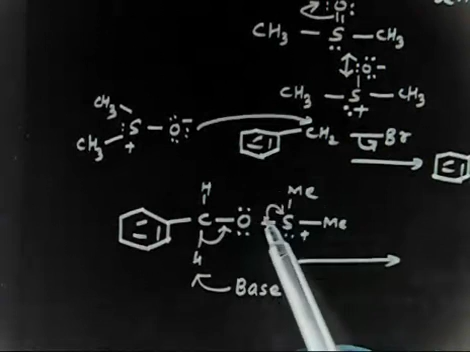 :O:
CH3 — S — CH3
:O:−
CH3 — S — CH3
+
CH3
S — O:−
CH3
+
CH2 — Br
H Me
C — O — S — Me
+
H
Base